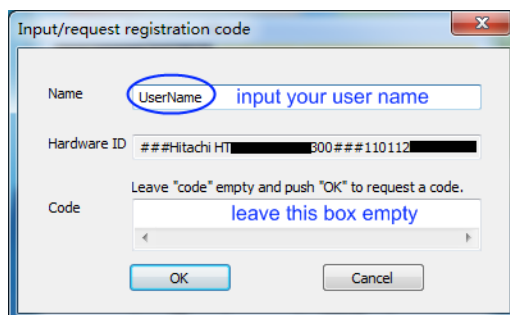 Input/request registration code
Name UserName input your user name
Hardware ID ###Hitachi HT 300###110112
Leave "code" empty and push "OK" to request a code.
Code leave this box empty
OK Cancel